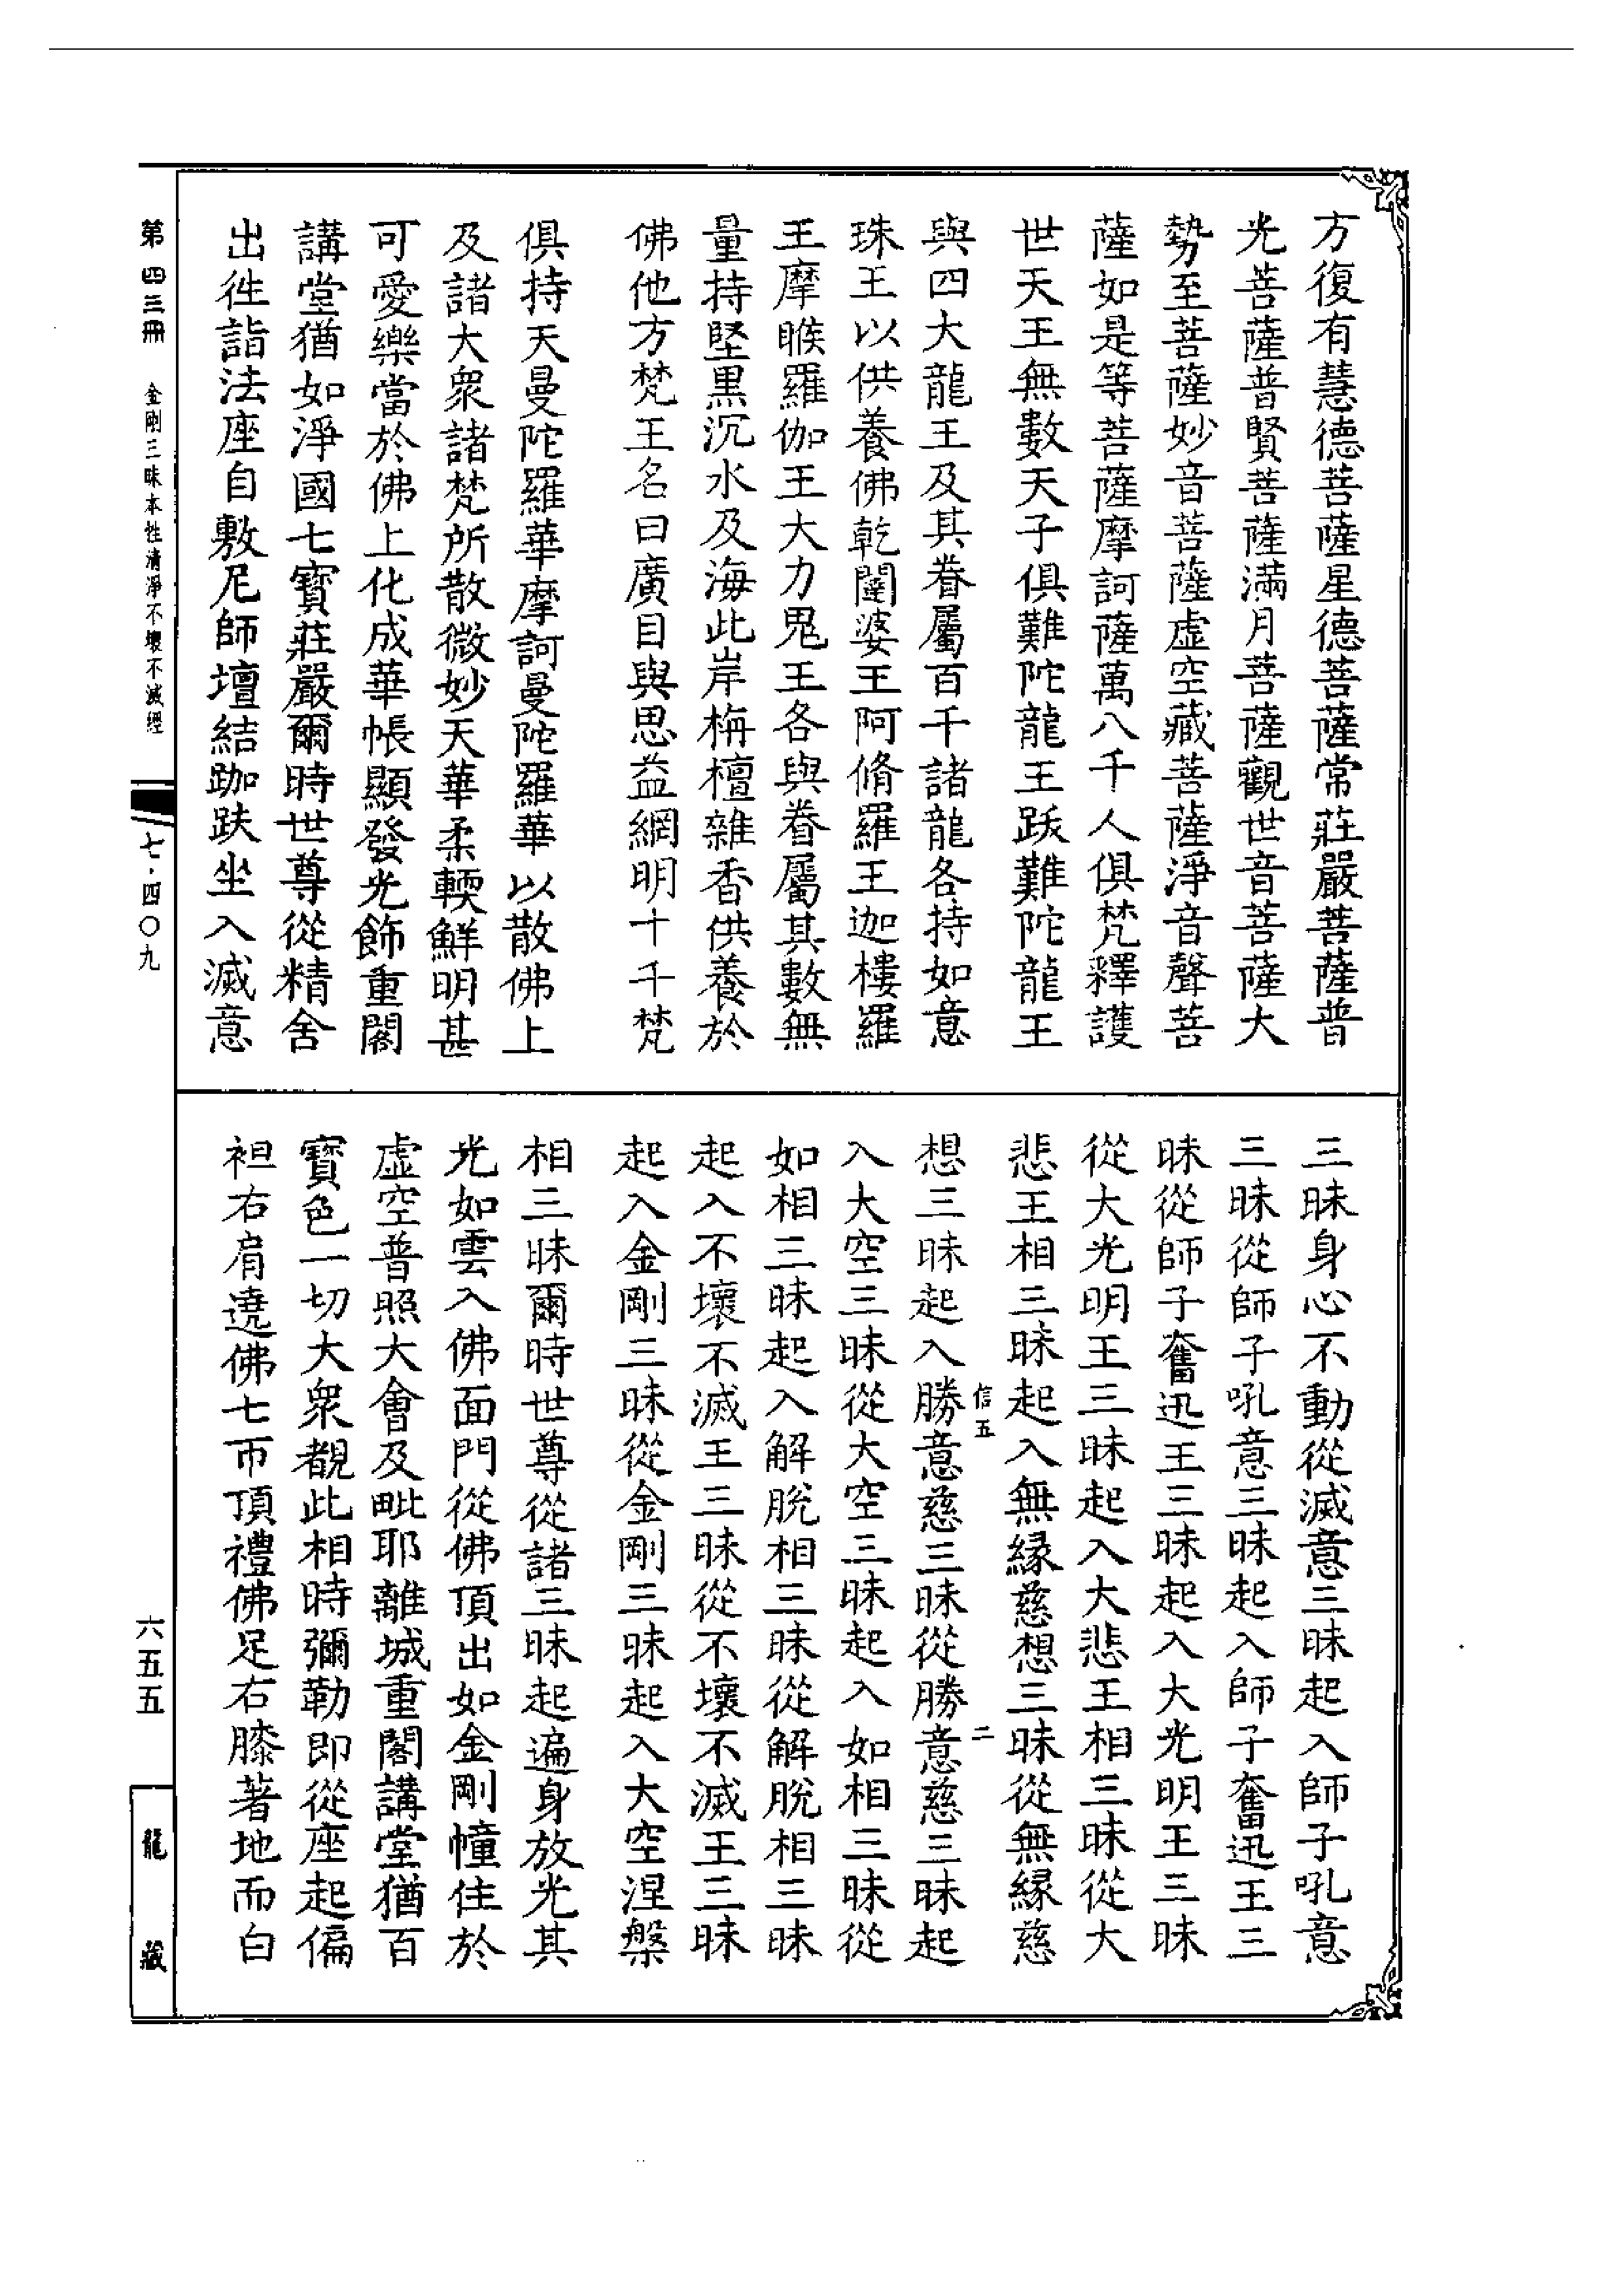 方復有慧德菩薩星德菩薩常莊嚴菩薩普
光菩薩普賢菩薩滿月菩薩觀世音菩薩大
勢至菩薩妙音菩薩虛空藏菩薩淨音聲菩
薩如是等菩薩摩訶薩萬八千人俱梵釋護
世天王無數天子俱難陀龍王跋難陀龍王
與四大龍王及其眷屬百千諸龍各持如意
珠王以供養佛乾闥婆王阿脩羅王迦樓羅
王摩睺羅伽王大力鬼王各與眷屬其數無
量持堅黑沉水及海此岸栴檀雜香供養於
佛他方梵王名曰廣目與思益網明十千梵
俱持天曼陀羅華摩訶曼陀羅華以散佛上
及諸大衆諸梵所散微妙天華柔輭鮮明甚
可愛樂當於佛上化成華帳顯發光飾重閣
講堂猶如淨國七寶莊嚴爾時世尊從精舍
出徃詣法座自敷尼師壇結跏趺坐入滅意
三昧身心不動從滅意三昧起入師子吼意
三昧從師子吼意三昧起入師子奮迅王三
昧從師子奮迅王三昧起入大光明王三昧
從大光明王三昧起入大悲王相三昧從大
悲王相三昧起入無緣慈想三昧從無緣慈
信五 二
想三昧起入勝意慈三昧從勝意慈三昧起
入大空三昧從大空三昧起入如相三昧從
如相三昧起入解脫相三昧從解脫相三昧
起入不壞不滅王三昧從不壞不滅王三昧
起入金剛三昧從金剛三昧起入大空涅槃
相三昧爾時世尊從諸三昧起遍身放光其
光如雲入佛面門從佛頂出如金剛幢住於
虛空普照大會及毗耶離城重閣講堂猶百
寶色一切大衆覩此相時彌勒即從座起偏
袒右肩遶佛七帀頂禮佛足右膝著地而白
第四三冊 金剛三昧本性清淨不壞不滅經
七·四〇九
六五五
龍藏